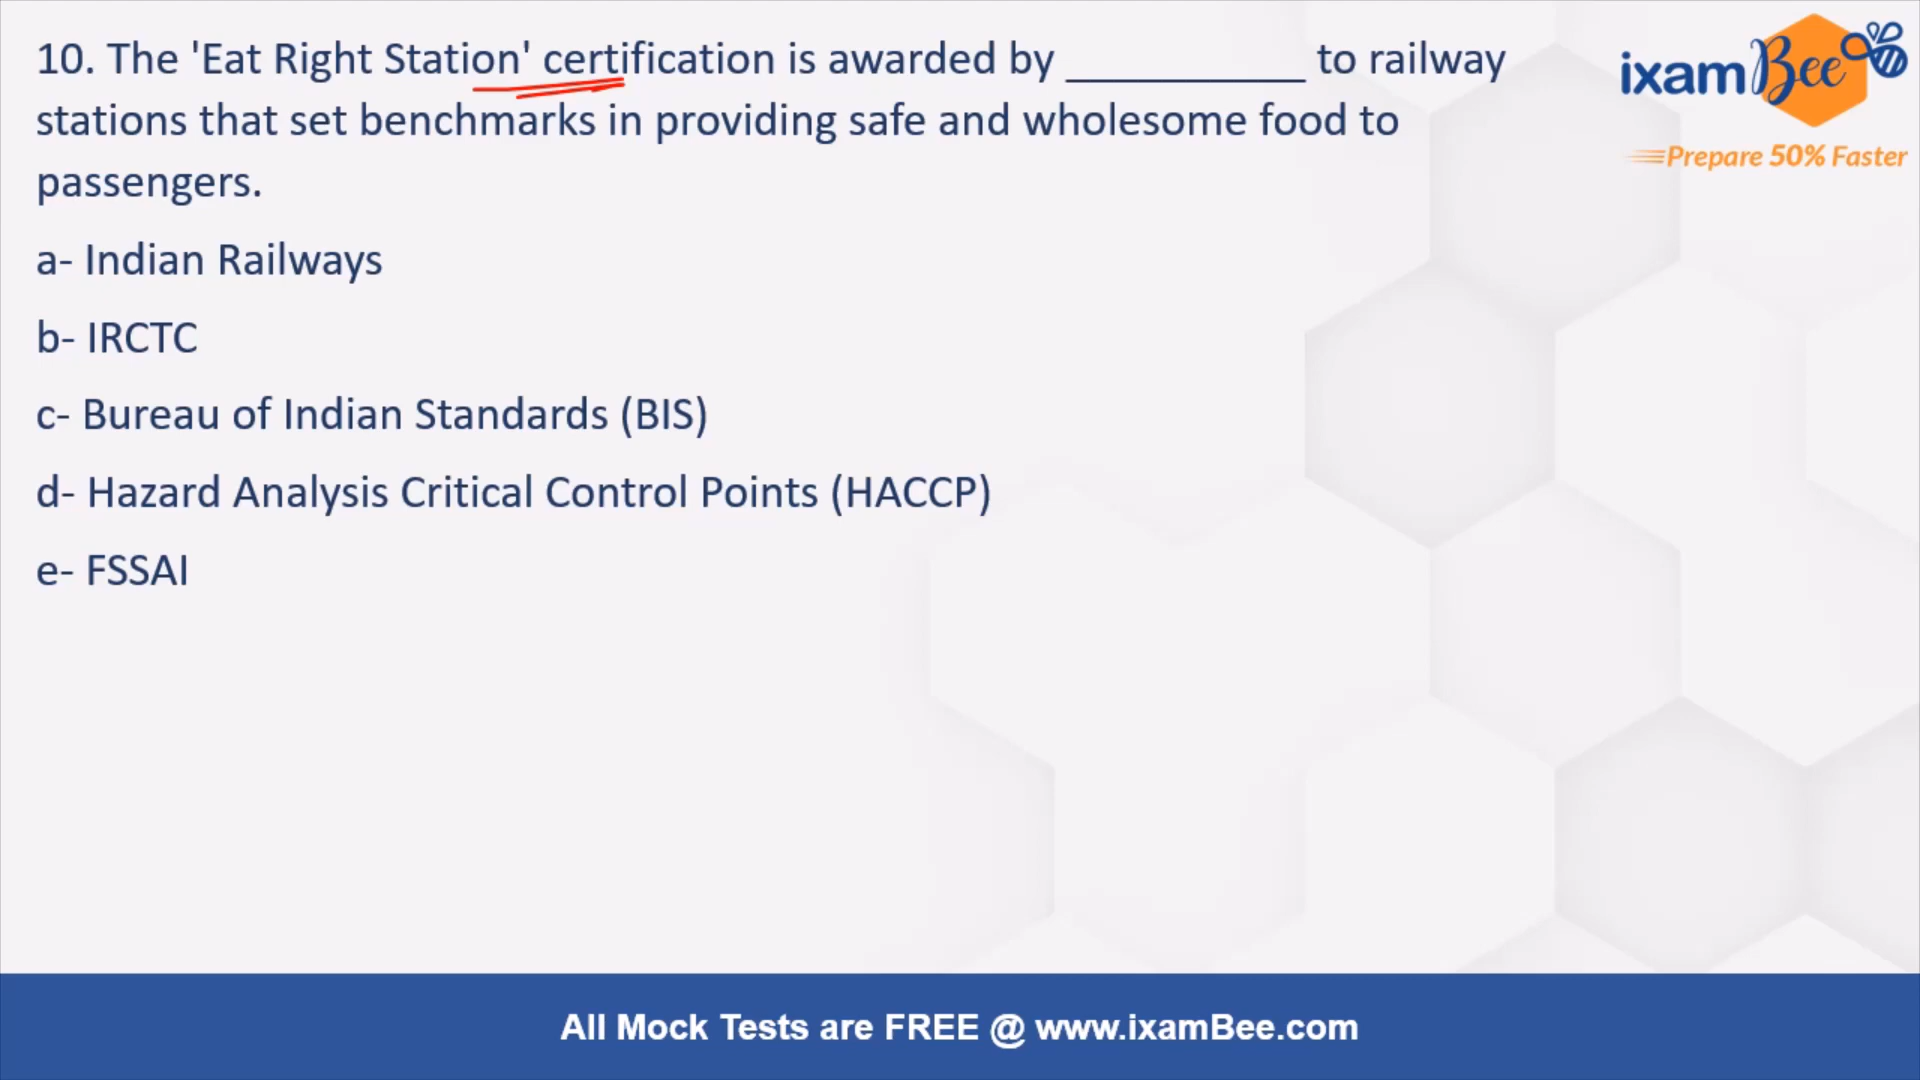 10. The 'Eat Right Station' certification is awarded by ___________ to railway
stations that set benchmarks in providing safe and wholesome food to
passengers.
a- Indian Railways
b- IRCTC
c- Bureau of Indian Standards (BIS)
d- Hazard Analysis Critical Control Points (HACCP)
e- FSSAI
ixamBee
Prepare 50% Faster
All Mock Tests are FREE @ www.ixamBee.com